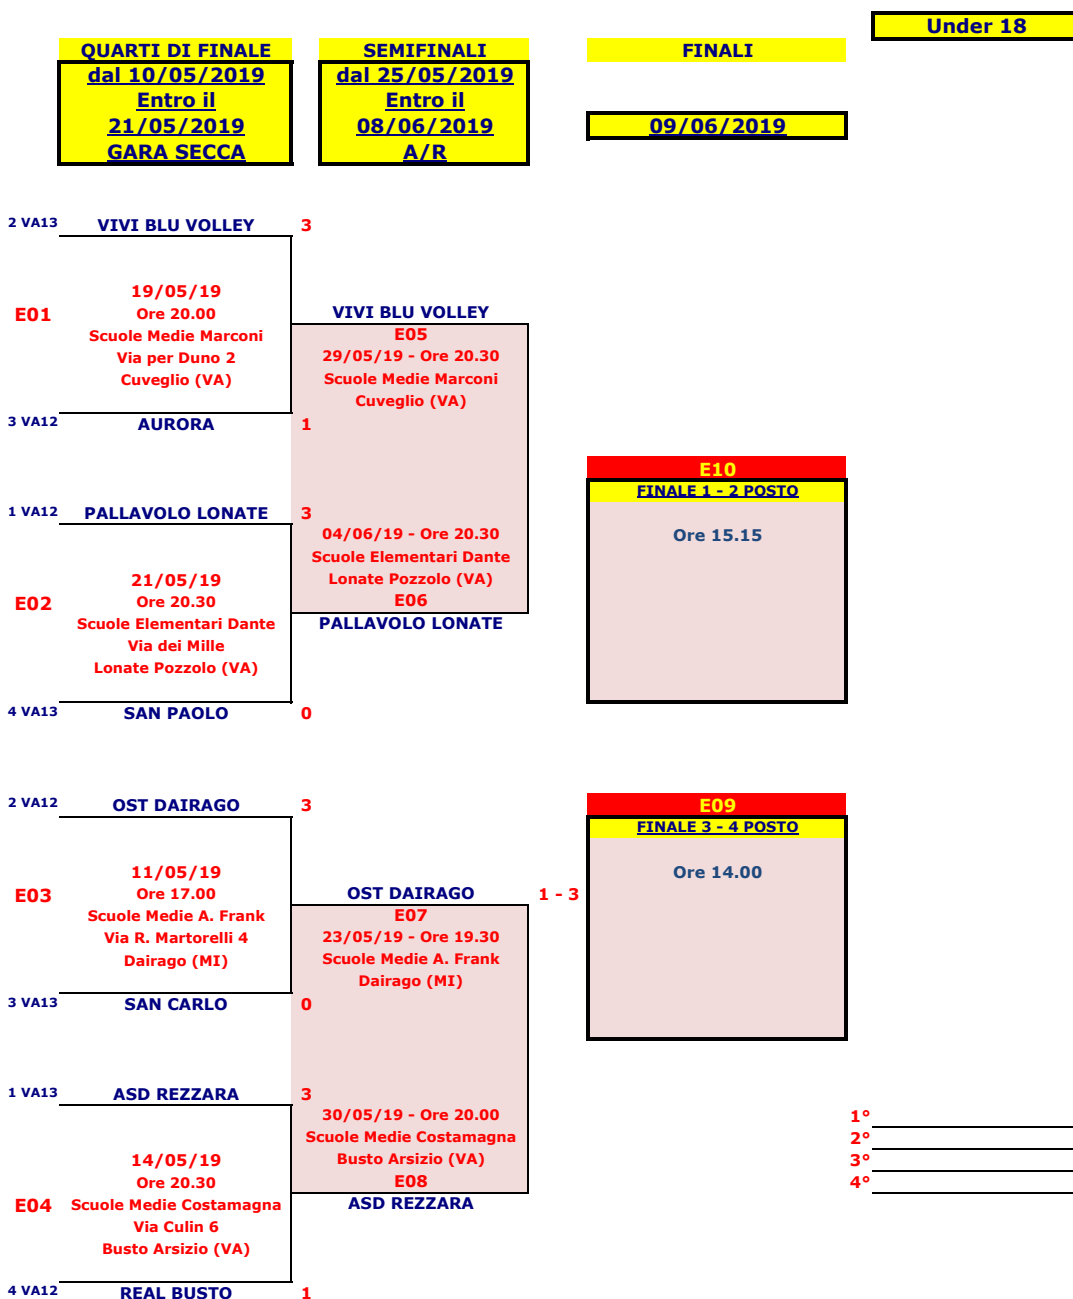 Under 18
QUARTI DI FINALE
dal 10/05/2019
Entro il
21/05/2019
GARA SECCA
SEMIFINALI
dal 25/05/2019
Entro il
08/06/2019
A/R
FINALI
09/06/2019
2 VA13 VIVI BLU VOLLEY 3
E01
19/05/19
Ore 20.00
Scuole Medie Marconi
Via per Duno 2
Cuveglio (VA)
3 VA12 AURORA 1
1 VA12 PALLAVOLO LONATE 3
E02
21/05/19
Ore 20.30
Scuole Elementari Dante
Via dei Mille
Lonate Pozzolo (VA)
4 VA13 SAN PAOLO 0
2 VA12 OST DAIRAGO 3
E03
11/05/19
Ore 17.00
Scuole Medie A. Frank
Via R. Martorelli 4
Dairago (MI)
3 VA13 SAN CARLO 0
1 VA13 ASD REZZARA 3
E04
14/05/19
Ore 20.30
Scuole Medie Costamagna
Via Culin 6
Busto Arsizio (VA)
4 VA12 REAL BUSTO 1
VIVI BLU VOLLEY
E05
29/05/19 - Ore 20.30
Scuole Medie Marconi
Cuveglio (VA)
04/06/19 - Ore 20.30
Scuole Elementari Dante
Lonate Pozzolo (VA)
E06
PALLAVOLO LONATE
OST DAIRAGO 1 - 3
E07
23/05/19 - Ore 19.30
Scuole Medie A. Frank
Dairago (MI)
30/05/19 - Ore 20.00
Scuole Medie Costamagna
Busto Arsizio (VA)
E08
ASD REZZARA
E10
FINALE 1 - 2 POSTO
Ore 15.15
E09
FINALE 3 - 4 POSTO
Ore 14.00
1°
2°
3°
4°